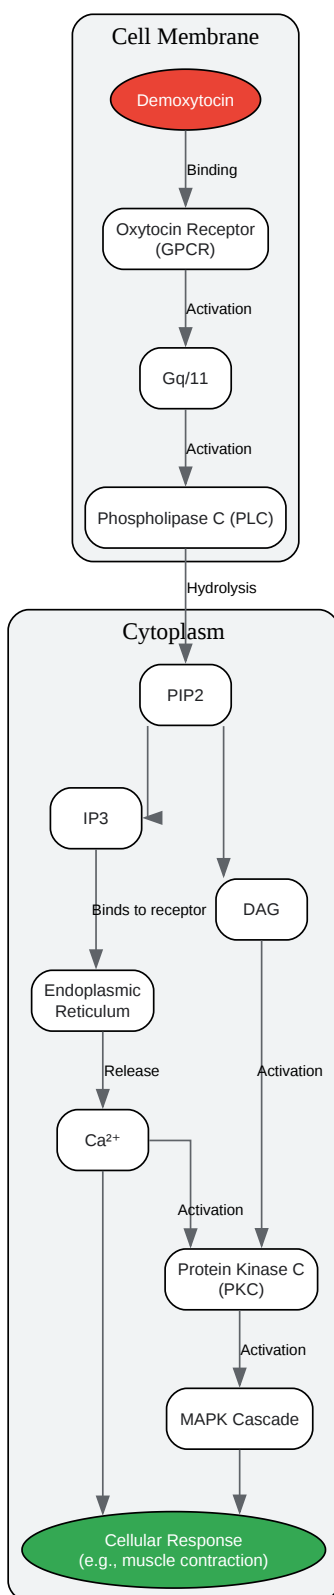 Cell Membrane
Demoxytocin
Binding
Oxytocin Receptor
(GPCR)
Activation
Gq/11
Activation
Phospholipase C (PLC)
Hydrolysis
Cytoplasm
PIP2
IP3
Binds to receptor
DAG
Endoplasmic
Reticulum
Release
Activation
Ca²⁺
Activation
Protein Kinase C
(PKC)
Activation
MAPK Cascade
Cellular Response
(e.g., muscle contraction)